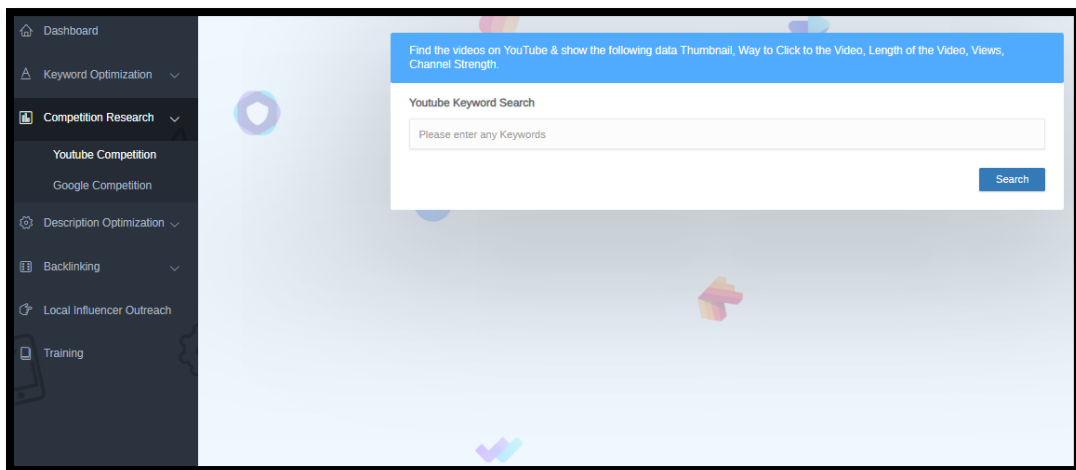 Dashboard
Keyword Optimization
Competition Research
Youtube Competition
Google Competition
Description Optimization
Backlinking
Local Influencer Outreach
Training
Find the videos on YouTube & show the following data Thumbnail, Way to Click to the Video, Length of the Video, Views,
Channel Strength.
Youtube Keyword Search
Please enter any Keywords
Search